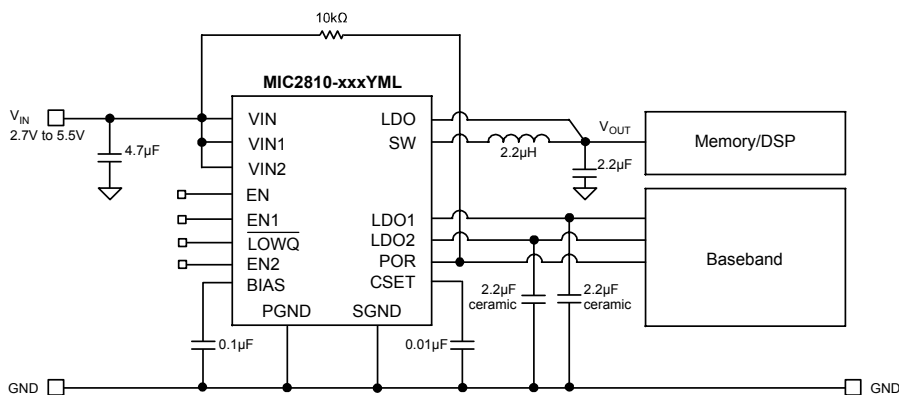 10kΩ
MIC2810-xxxYML
VIN
2.7V to 5.5V
4.7µF
VIN
VIN1
VIN2
EN
EN1
LOWQ
EN2
BIAS
PGND
SGND
LDO
SW
LDO1
LDO2
POR
CSET
2.2µH
VOUT
2.2µF
Memory/DSP
Baseband
2.2µF
ceramic
2.2µF
ceramic
0.1µF
0.01µF
GND
GND